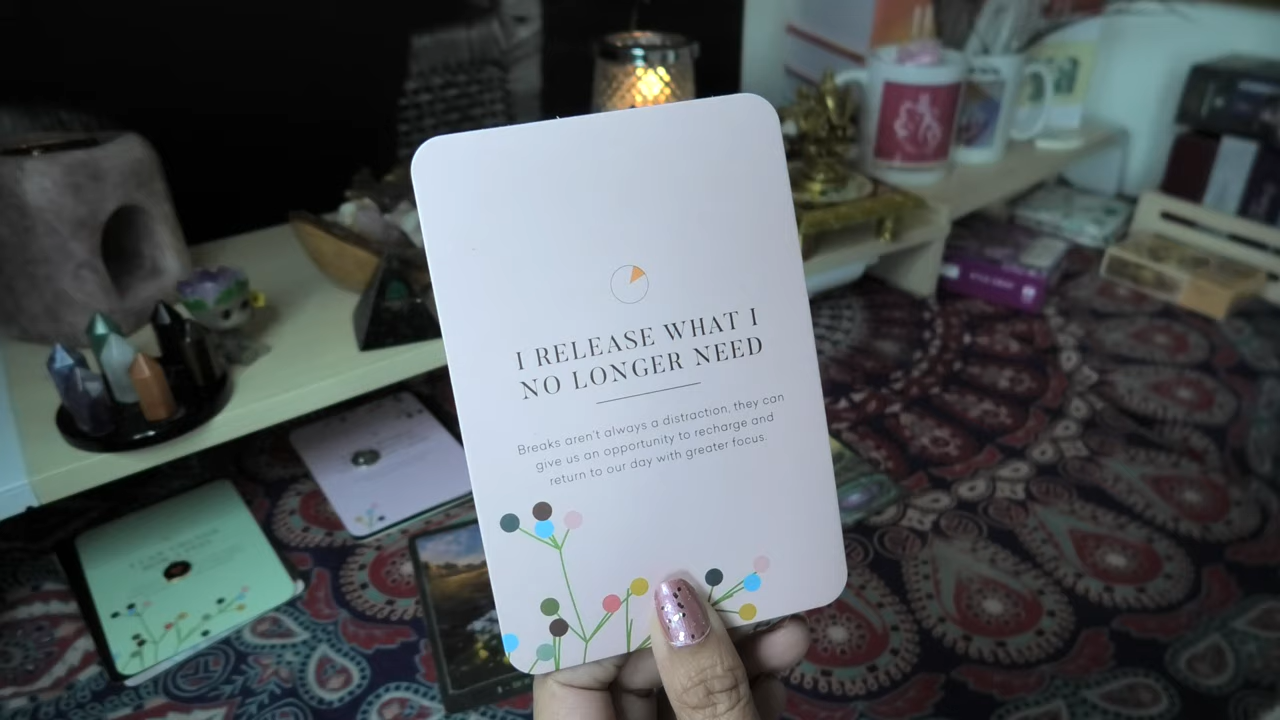 I RELEASE WHAT I
NO LONGER NEED
Breaks aren't always a distraction, they can
give us an opportunity to recharge and
return to our day with greater focus.